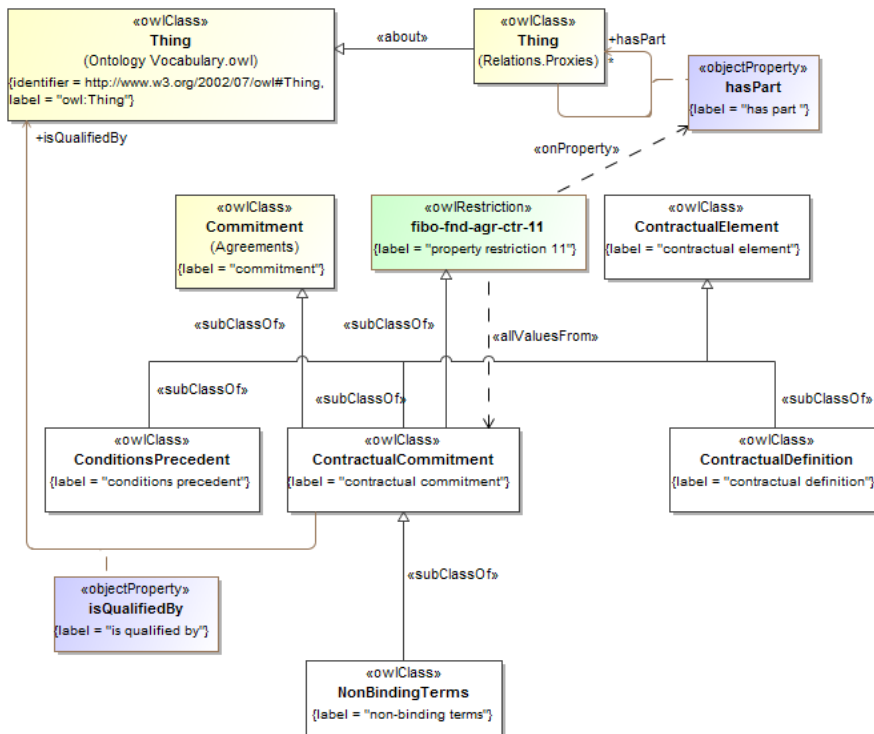 «owlClass»
Thing
(Ontology Vocabulary.owl)
{identifier = http://www.w3.org/2002/07/owl#Thing,
label = "owl:Thing"}
«about»
«owlClass»
Thing
(Relations.Proxies)
+hasPart
*
«objectProperty»
hasPart
{label = "has part "}
+isQualifiedBy
«onProperty»
«owlClass»
Commitment
(Agreements)
{label = "commitment"}
«owlRestriction»
fibo-fnd-agr-ctr-11
{label = "property restriction 11"}
«owlClass»
ContractualElement
{label = "contractual element"}
«subClassOf»
«subClassOf»
«allValuesFrom»
«subClassOf»
«subClassOf»
«subClassOf»
«owlClass»
ConditionsPrecedent
{label = "conditions precedent"}
«owlClass»
ContractualCommitment
{label = "contractual commitment"}
«owlClass»
ContractualDefinition
{label = "contractual definition"}
«subClassOf»
«objectProperty»
isQualifiedBy
{label = "is qualified by"}
«owlClass»
NonBindingTerms
{label = "non-binding terms"}